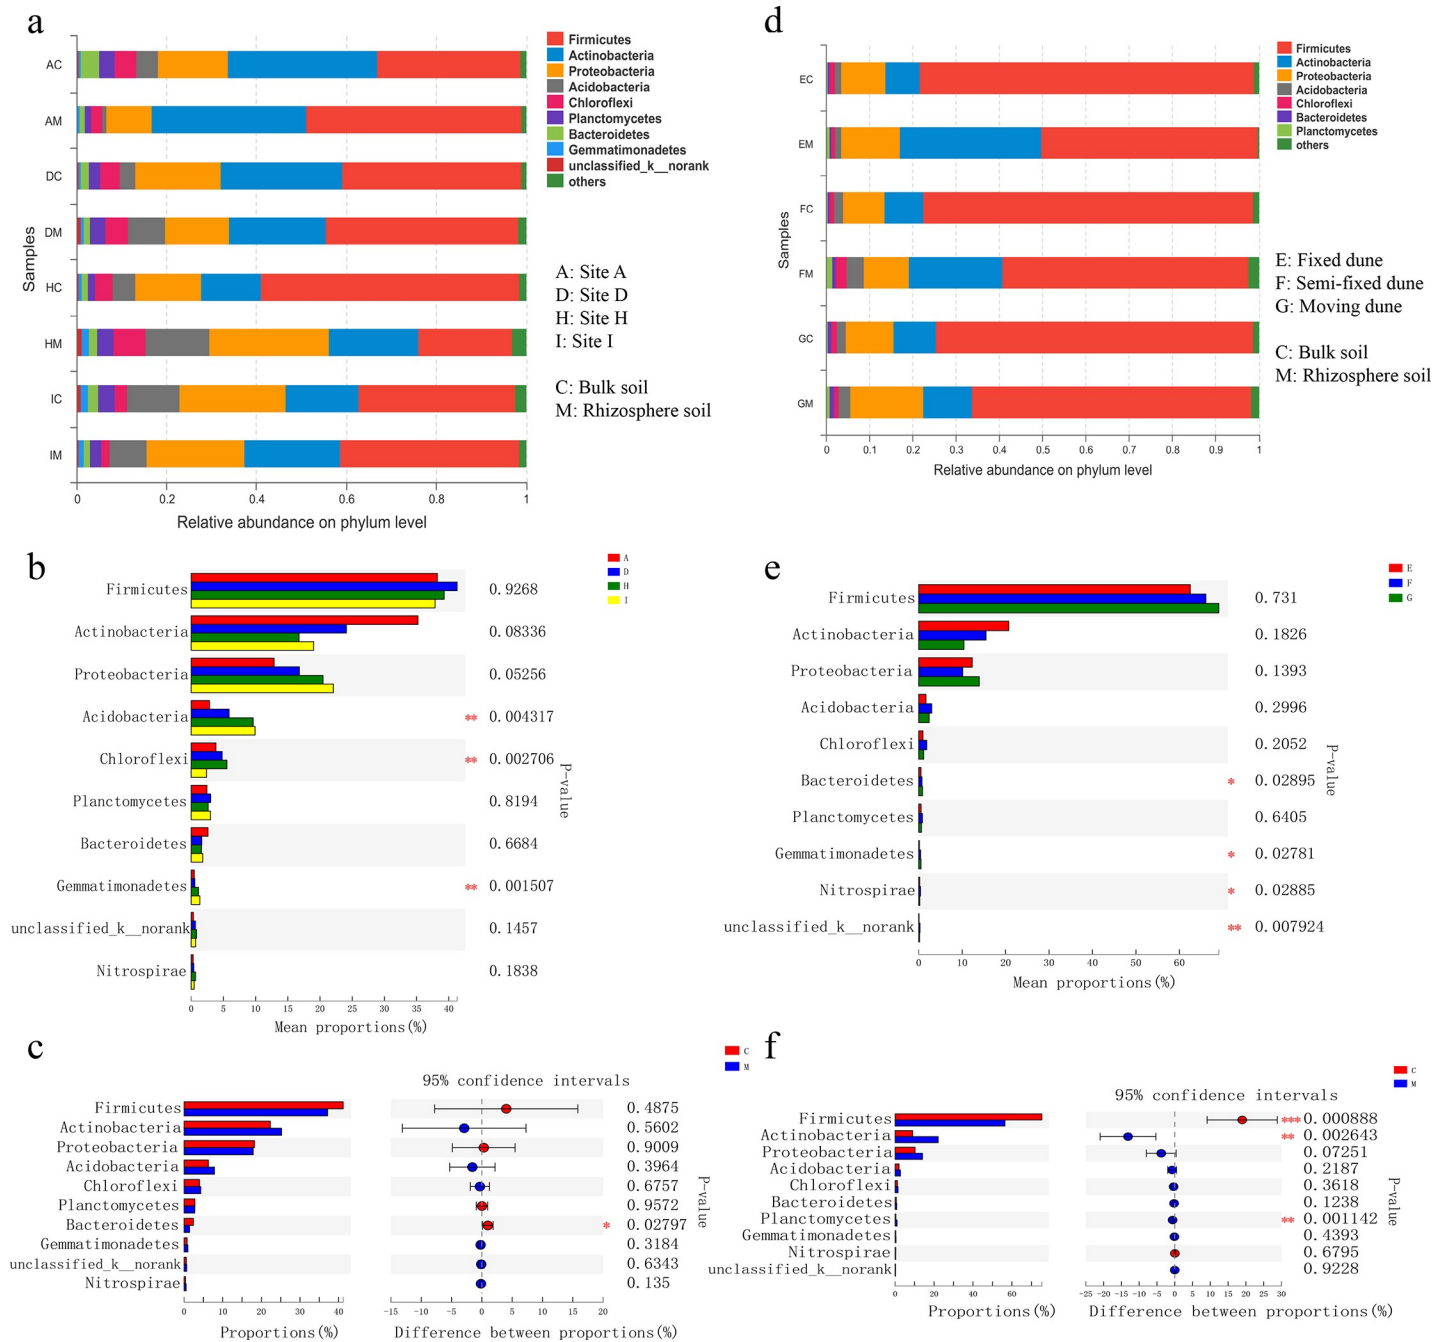 a
AC
AM
DC
DM
HC
HM
IC
IM
Samples
0
0.2
0.4
0.6
0.8
1
Relative abundance on phylum level
Firmicutes
Actinobacteria
Proteobacteria
Acidobacteria
Chloroflexi
Planctomycetes
Bacteroidetes
Gemmatimonadetes
unclassified_k__norank
others
A: Site A
D: Site D
H: Site H
I: Site I
C: Bulk soil
M: Rhizosphere soil
d
EC
EM
FC
FM
GC
GM
Samples
0
0.1
0.2
0.3
0.4
0.5
0.6
0.7
0.8
0.9
1
Relative abundance on phylum level
Firmicutes
Actinobacteria
Proteobacteria
Acidobacteria
Chloroflexi
Bacteroidetes
Planctomycetes
others
E: Fixed dune
F: Semi-fixed dune
G: Moving dune
C: Bulk soil
M: Rhizosphere soil
b
A
D
H
I
Firmicutes 0.9268
Actinobacteria 0.08336
Proteobacteria 0.05256
Acidobacteria ** 0.004317
Chloroflexi ** 0.002706
Planctomycetes 0.8194
Bacteroidetes 0.6684
Gemmatimonadetes ** 0.001507
unclassified_k__norank 0.1457
Nitrospirae 0.1838
P-value
0 5 10 15 20 25 30 35 40
Mean proportions(%)
e
E
F
G
Firmicutes 0.731
Actinobacteria 0.1826
Proteobacteria 0.1393
Acidobacteria 0.2996
Chloroflexi 0.2052
Bacteroidetes * 0.02895
Planctomycetes 0.6405
Gemmatimonadetes * 0.02781
Nitrospirae * 0.02885
unclassified_k__norank ** 0.007924
P-value
0 10 20 30 40 50 60
Mean proportions(%)
c
C
M
95% confidence intervals
Firmicutes 0.4875
Actinobacteria 0.5602
Proteobacteria 0.9009
Acidobacteria 0.3964
Chloroflexi 0.6757
Planctomycetes 0.9572
Bacteroidetes * 0.02797
Gemmatimonadetes 0.3184
unclassified_k__norank 0.6343
Nitrospirae 0.135
P-value
0 10 20 30 40
Proportions(%)
-15 -10 -5 0 5 10 15 20
Difference between proportions(%)
f
C
M
95% confidence intervals
Firmicutes *** 0.000888
Actinobacteria ** 0.002643
Proteobacteria 0.07251
Acidobacteria 0.2187
Chloroflexi 0.3618
Bacteroidetes 0.1238
Planctomycetes ** 0.001142
Gemmatimonadetes 0.4393
Nitrospirae 0.6795
unclassified_k__norank 0.9228
P-value
0 10 20 30 40 50 60 70
Proportions(%)
-25 -20 -15 -10 -5 0 5 10 15 20 25 30
Difference between proportions(%)